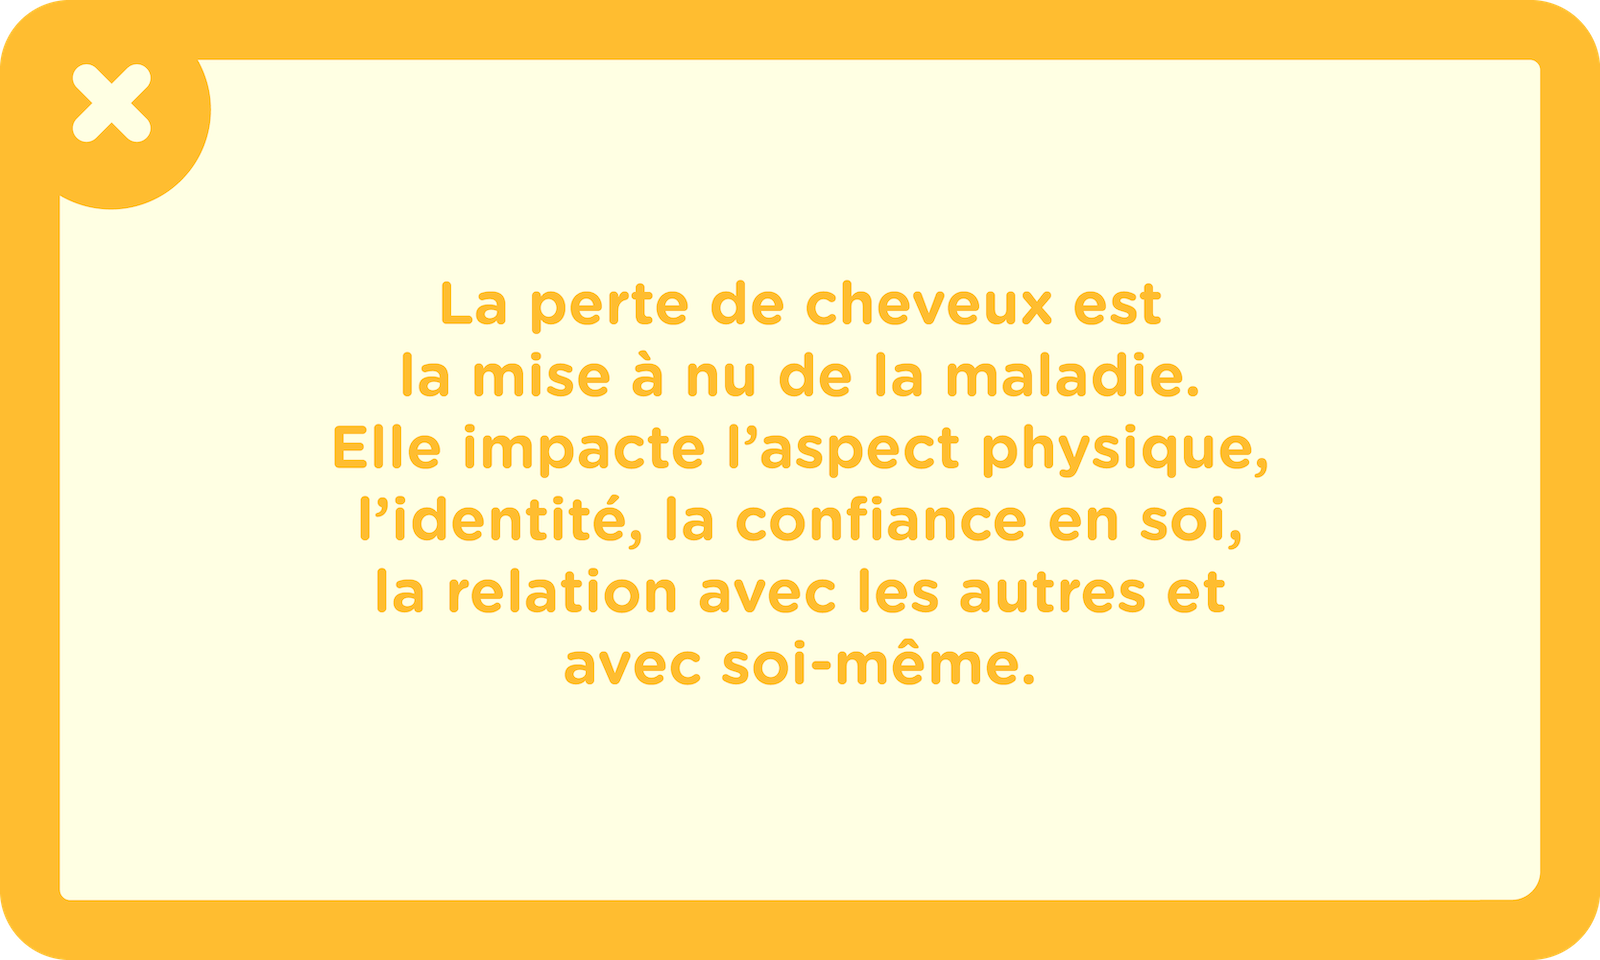 La perte de cheveux est
la mise à nu de la maladie.
Elle impacte l’aspect physique,
l’identité, la confiance en soi,
la relation avec les autres et
avec soi-même.